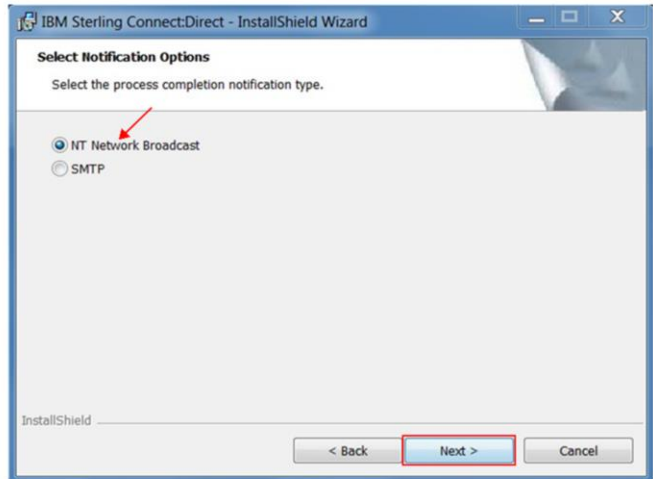 IBM Sterling Connect:Direct - InstallShield Wizard
Select Notification Options
Select the process completion notification type.
NT Network Broadcast
SMTP
InstallShield
< Back Next > Cancel